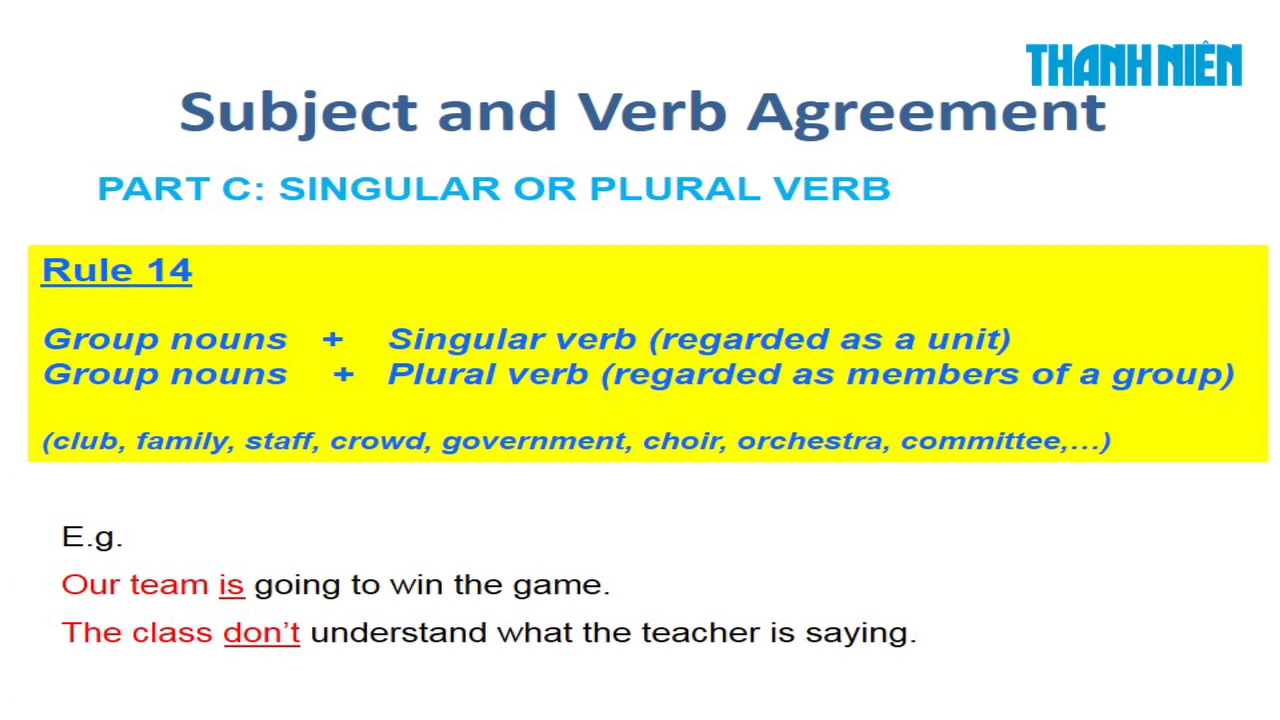 THANH NIÊN
Subject and Verb Agreement
PART C: SINGULAR OR PLURAL VERB
Rule 14
Group nouns + Singular verb (regarded as a unit)
Group nouns + Plural verb (regarded as members of a group)
(club, family, staff, crowd, government, choir, orchestra, committee,...)
E.g.
Our team is going to win the game.
The class don’t understand what the teacher is saying.